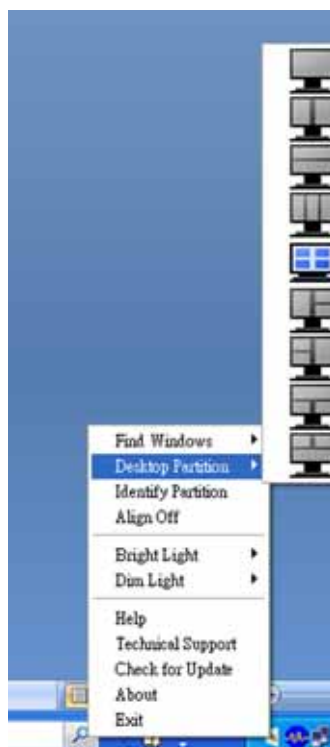 Find Windows
Desktop Partition
Identify Partition
Align Off
Bright Light
Dim Light
Help
Technical Support
Check for Update
About
Exit